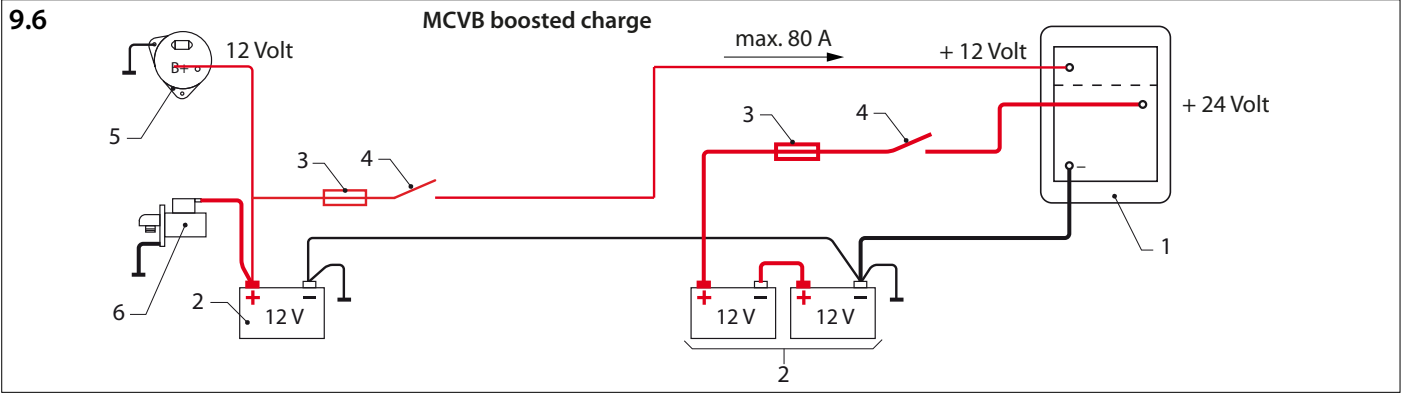 9.6
MCVB boosted charge
12 Volt
B+
5
max. 80 A
+ 12 Volt
+ 24 Volt
3
4
3
4
–
1
6
2
+
–
12 V
+
–
12 V
+
–
12 V
2